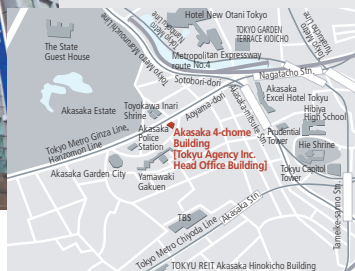 Hotel New Otani Tokyo
TOKYO GARDEN
TERRACE KIOICHO
The State
Guest House
Tokyo Metro Marunouchi Line
Metropolitan Expressway
route No.4
Sotobori-dori
Nagatacho Stn.
Akasaka Estate
Toyokawa Inari
Shrine
Aoyama-dori
Akasaka-mitsuke Stn.
Akasaka
Excel Hotel Tokyu
Hibiya
High School
Akasaka
Police
Station
Akasaka 4-chome
Building
[Tokyu Agency Inc.
Head Office Building]
Prudential
Tower
Hie Shrine
Tokyo Metro Ginza Line,
Hanzomon Line
Akasaka Garden City
Yamawaki
Gakuen
Tokyu Capitol
Tower
Tameike-sanno Stn.
TBS
Akasaka Stn.
Tokyo Metro Chiyoda Line
TOKYU REIT Akasaka Hinokicho Building